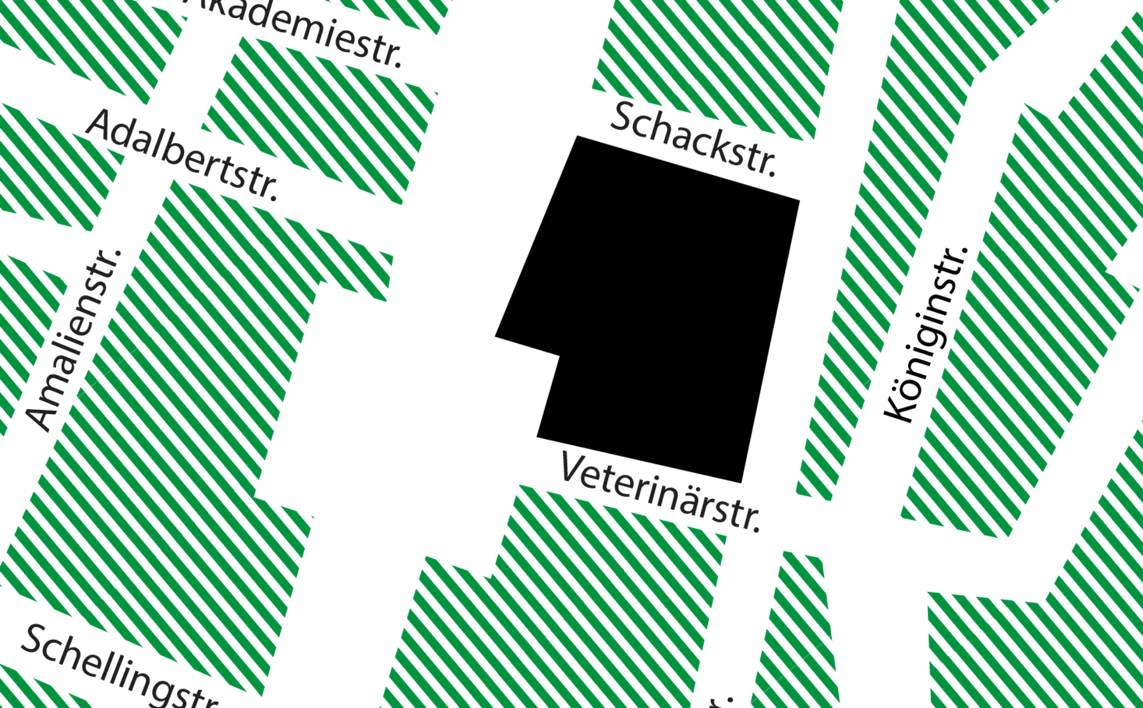 Akademiestr.
Schackstr.
Adalbertstr.
Amalienstr.
Königinstr.
Veterinärstr.
Schellingstr